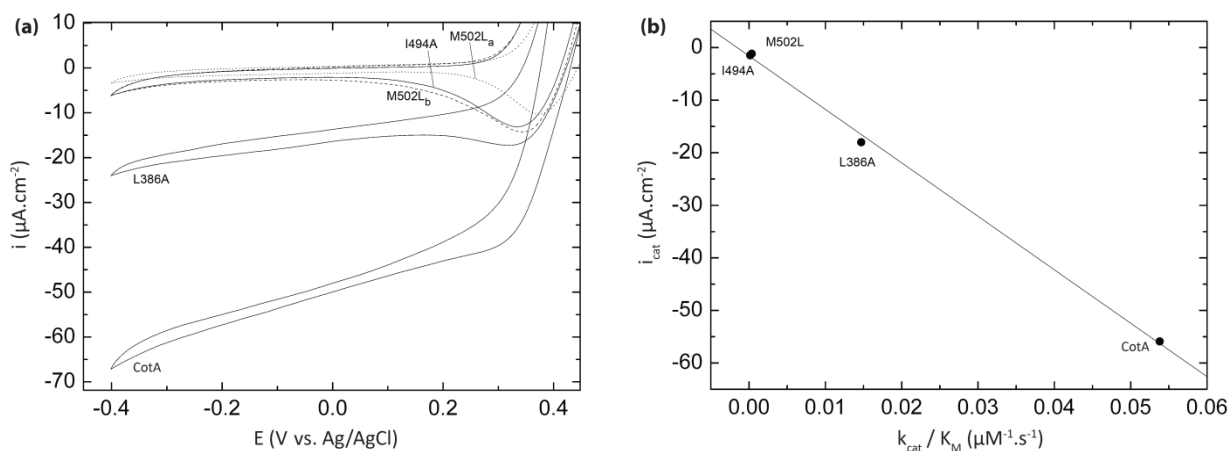 (a)
10
0
-10
-20
-30
-40
-50
-60
-70
i (µA.cm-2)
-0.4
-0.2
0.0
0.2
0.4
E (V vs. Ag/AgCl)
I494A
M502La
M502Lb
L386A
CotA
(b)
0
-10
-20
-30
-40
-50
-60
icat (µA.cm-2)
0.00
0.01
0.02
0.03
0.04
0.05
0.06
kcat / KM (µM-1.s-1)
M502L
I494A
L386A
CotA